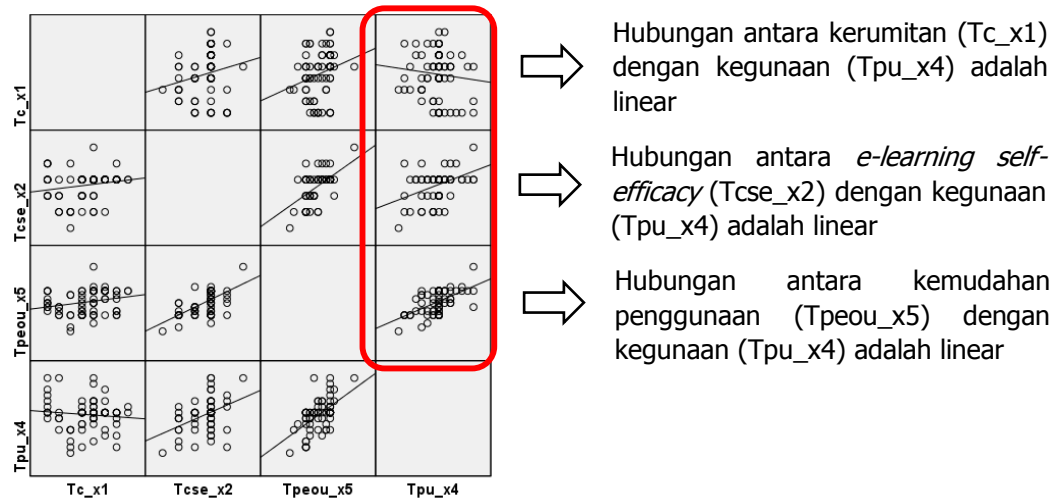 Hubungan antara kerumitan (Tc_x1)
dengan kegunaan (Tpu_x4) adalah
linear
Hubungan antara e-learning self-
efficacy (Tcse_x2) dengan kegunaan
(Tpu_x4) adalah linear
Hubungan antara kemudahan
penggunaan (Tpeou_x5) dengan
kegunaan (Tpu_x4) adalah linear
Tc_x1
Tcse_x2
Tpeou_x5
Tpu_x4
Tc_x1 Tcse_x2 Tpeou_x5 Tpu_x4